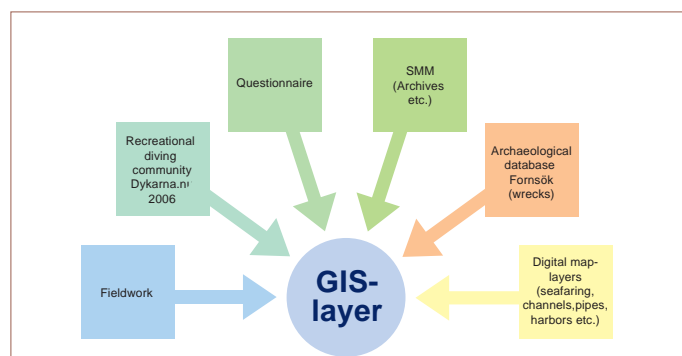 Questionnaire
SMM
(Archives
etc.)
Recreational
diving
community
2006
Archaeological
database
Fornsök
(wrecks)
Fieldwork
GIS-
layer
Digital map-
layers
(seafaring,
channels,pipes,
harbors etc.)